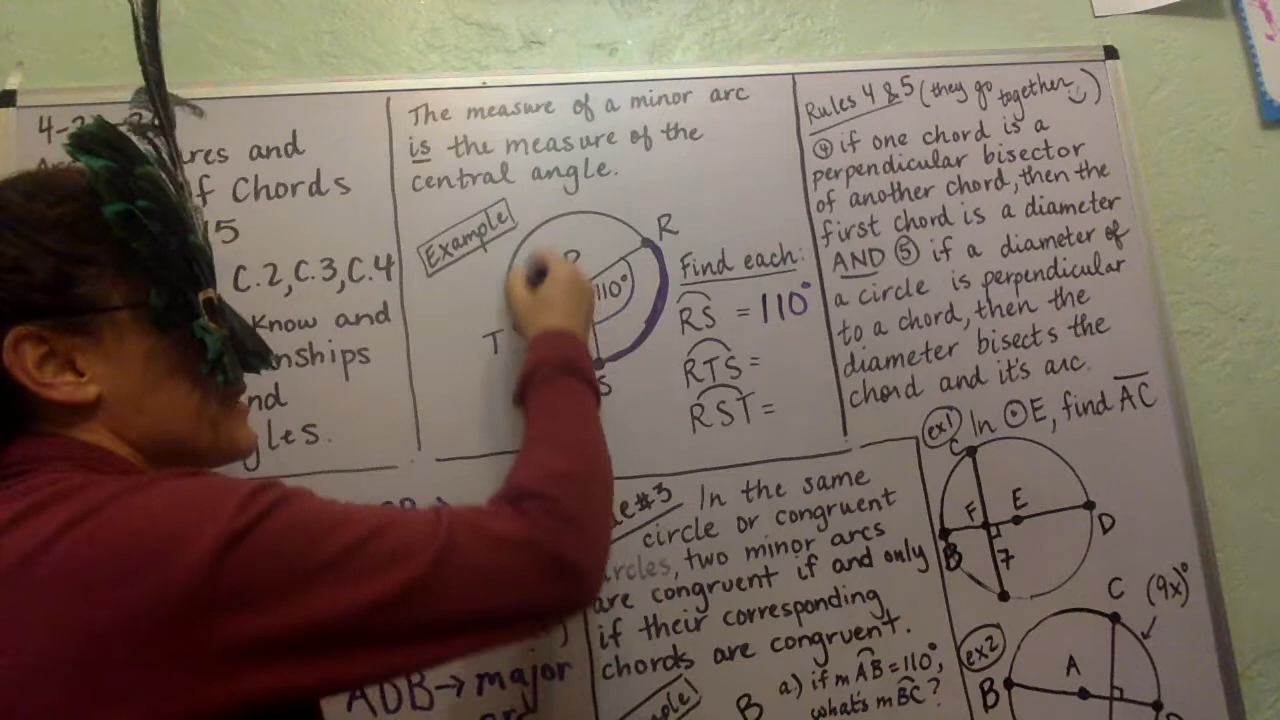 4-2
ures and
f Chords
15
C.2, C.3, C.4
Know and
nships
nd
gles.
The measure of a minor arc
is the measure of the
central angle.
Example
R
110°
T
S
Find each:
RS = 110°
RTS =
RST =
Rules 4 & 5 (they go together)
④ if one chord is a
perpendicular bisector
of another chord, then the
first chord is a diameter
AND ⑤ if a diameter of
a circle is perpendicular
to a chord, then the
diameter bisects the
chord and it's arc.
ex1 In ⊙E, find AC
C
F E
B D
7
ex2
C (9x)°
A
B
e #3 In the same
circle or congruent
ircles, two minor arcs
are congruent if and only
if their corresponding
chords are congruent.
a.) if mAB = 110°,
B what's mBC?
ADB → major